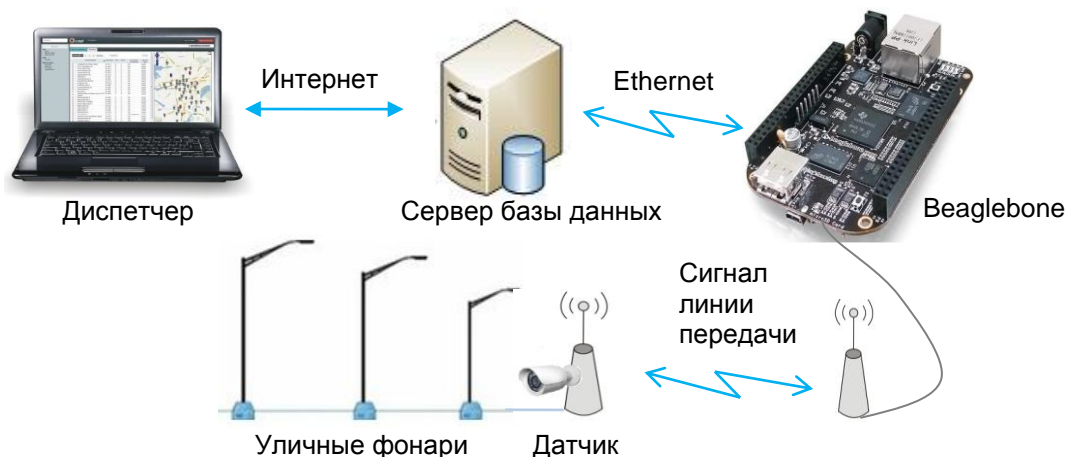 Интернет
Ethernet
Диспетчер
Сервер базы данных
Beaglebone
Сигнал
линии
передачи
Уличные фонари
Датчик